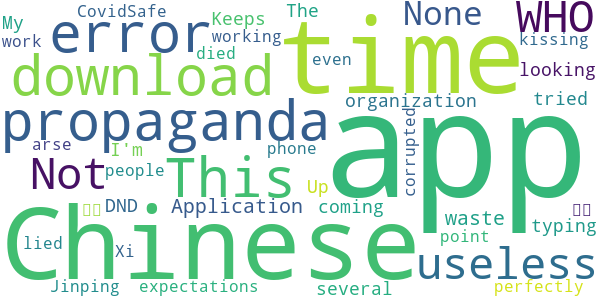 My CovidSafe Keeps The None WHO
work error working died time even kissing
download looking
propaganda organization tried
arse Not I'm people This phone corrupted app
DND Application Up coming waste typing
lied Chinese Xi point
useless
Jinping expectations several perfectly